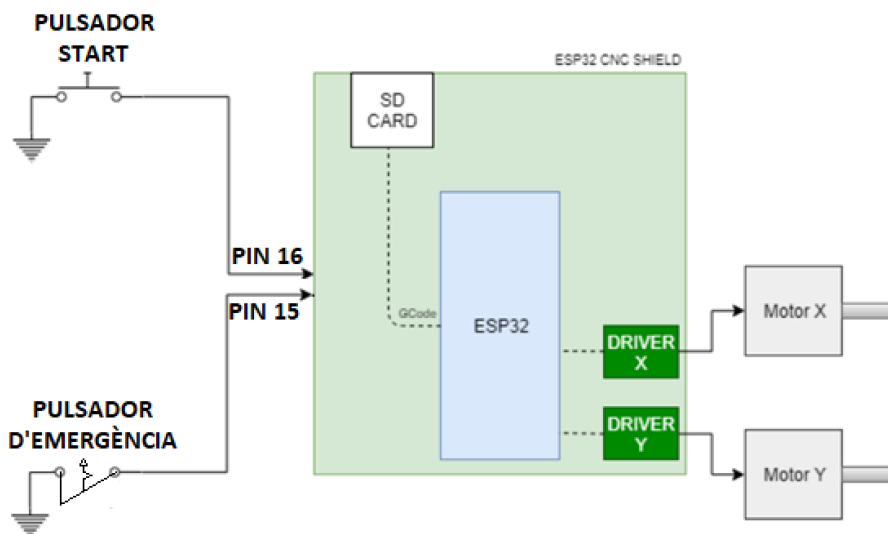 PULSADOR
START
ESP32 CNC SHIELD
SD
CARD
PIN 16
PIN 15
GCode
ESP32
DRIVER
X
Motor X
PULSADOR
D'EMERGÈNCIA
DRIVER
Y
Motor Y